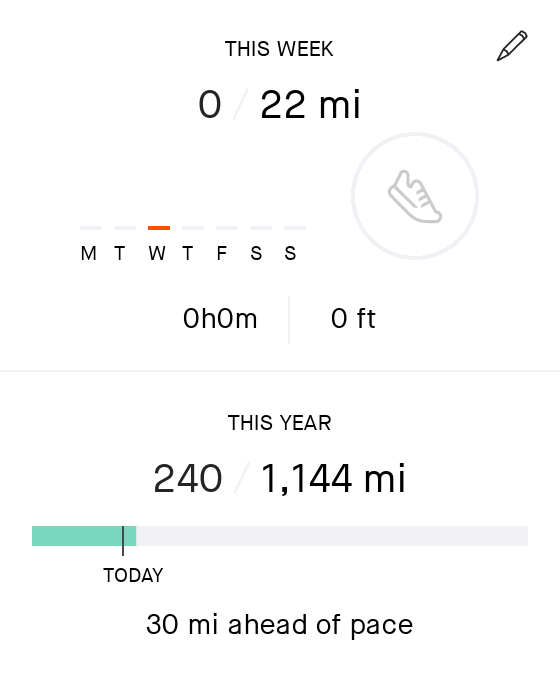 THIS WEEK
0 / 22 mi
M T W T F S S
0h0m 0 ft
THIS YEAR
240 / 1,144 mi
TODAY
30 mi ahead of pace